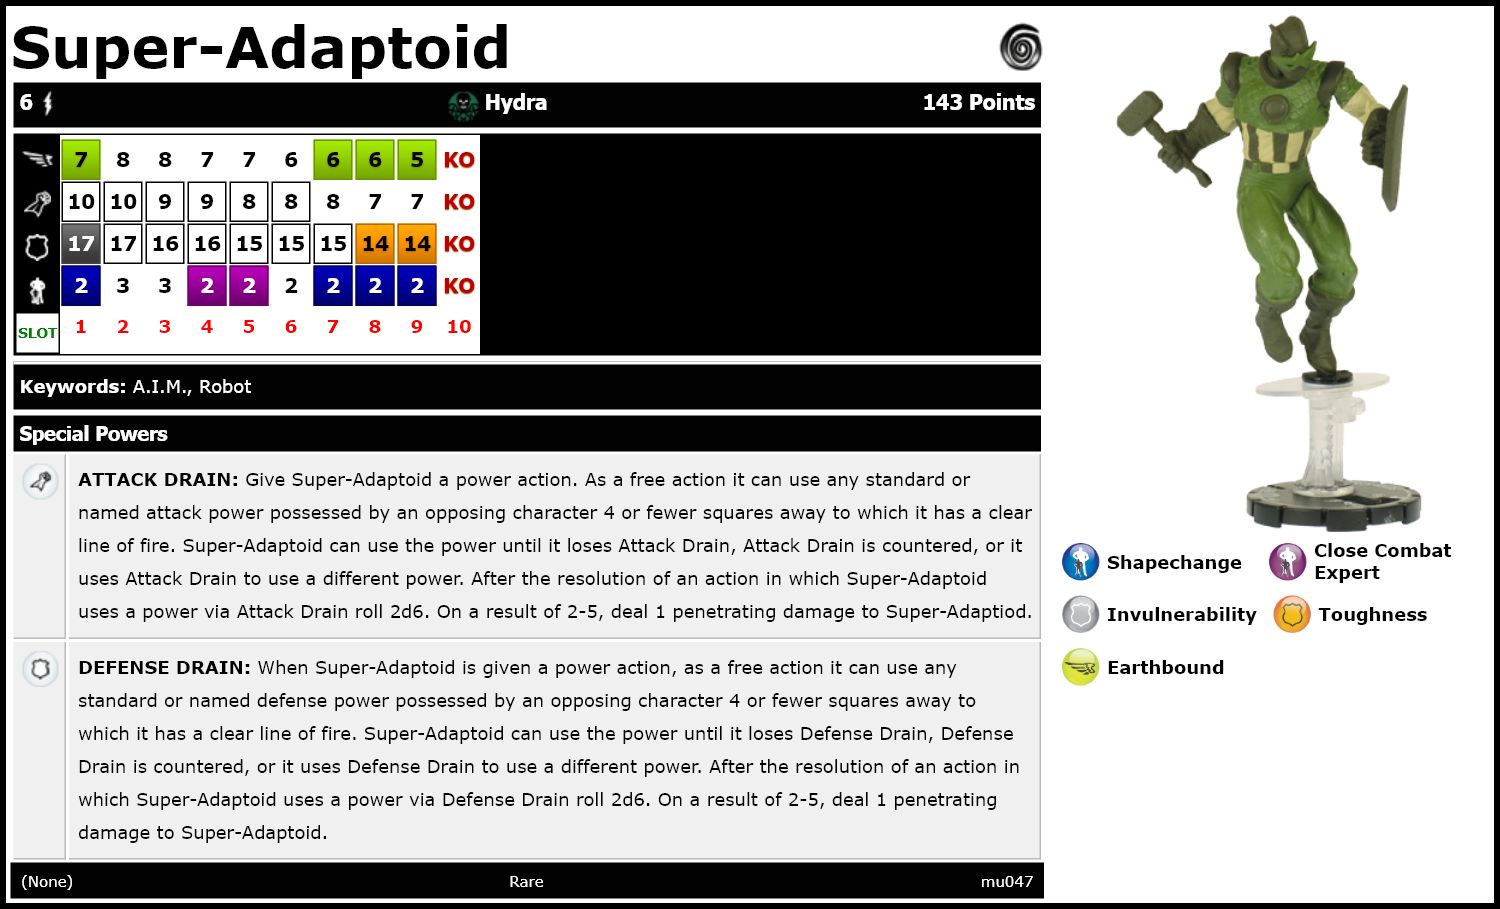 Super-Adaptoid
6 Hydra 143 Points
7 8 8 7 7 6 6 6 5 KO
10 10 9 9 8 8 8 7 7 KO
17 17 16 16 15 15 15 14 14 KO
2 3 3 2 2 2 2 2 2 KO
SLOT 1 2 3 4 5 6 7 8 9 10
Keywords: A.I.M., Robot
Special Powers
ATTACK DRAIN: Give Super-Adaptoid a power action. As a free action it can use any standard or
named attack power possessed by an opposing character 4 or fewer squares away to which it has a clear
line of fire. Super-Adaptoid can use the power until it loses Attack Drain, Attack Drain is countered, or it
uses Attack Drain to use a different power. After the resolution of an action in which Super-Adaptoid
uses a power via Attack Drain roll 2d6. On a result of 2-5, deal 1 penetrating damage to Super-Adaptiod.
DEFENSE DRAIN: When Super-Adaptoid is given a power action, as a free action it can use any
standard or named defense power possessed by an opposing character 4 or fewer squares away to
which it has a clear line of fire. Super-Adaptoid can use the power until it loses Defense Drain, Defense
Drain is countered, or it uses Defense Drain to use a different power. After the resolution of an action in
which Super-Adaptoid uses a power via Defense Drain roll 2d6. On a result of 2-5, deal 1 penetrating
damage to Super-Adaptoid.
(None) Rare mu047
Shapechange
Close Combat
Expert
Invulnerability
Toughness
Earthbound